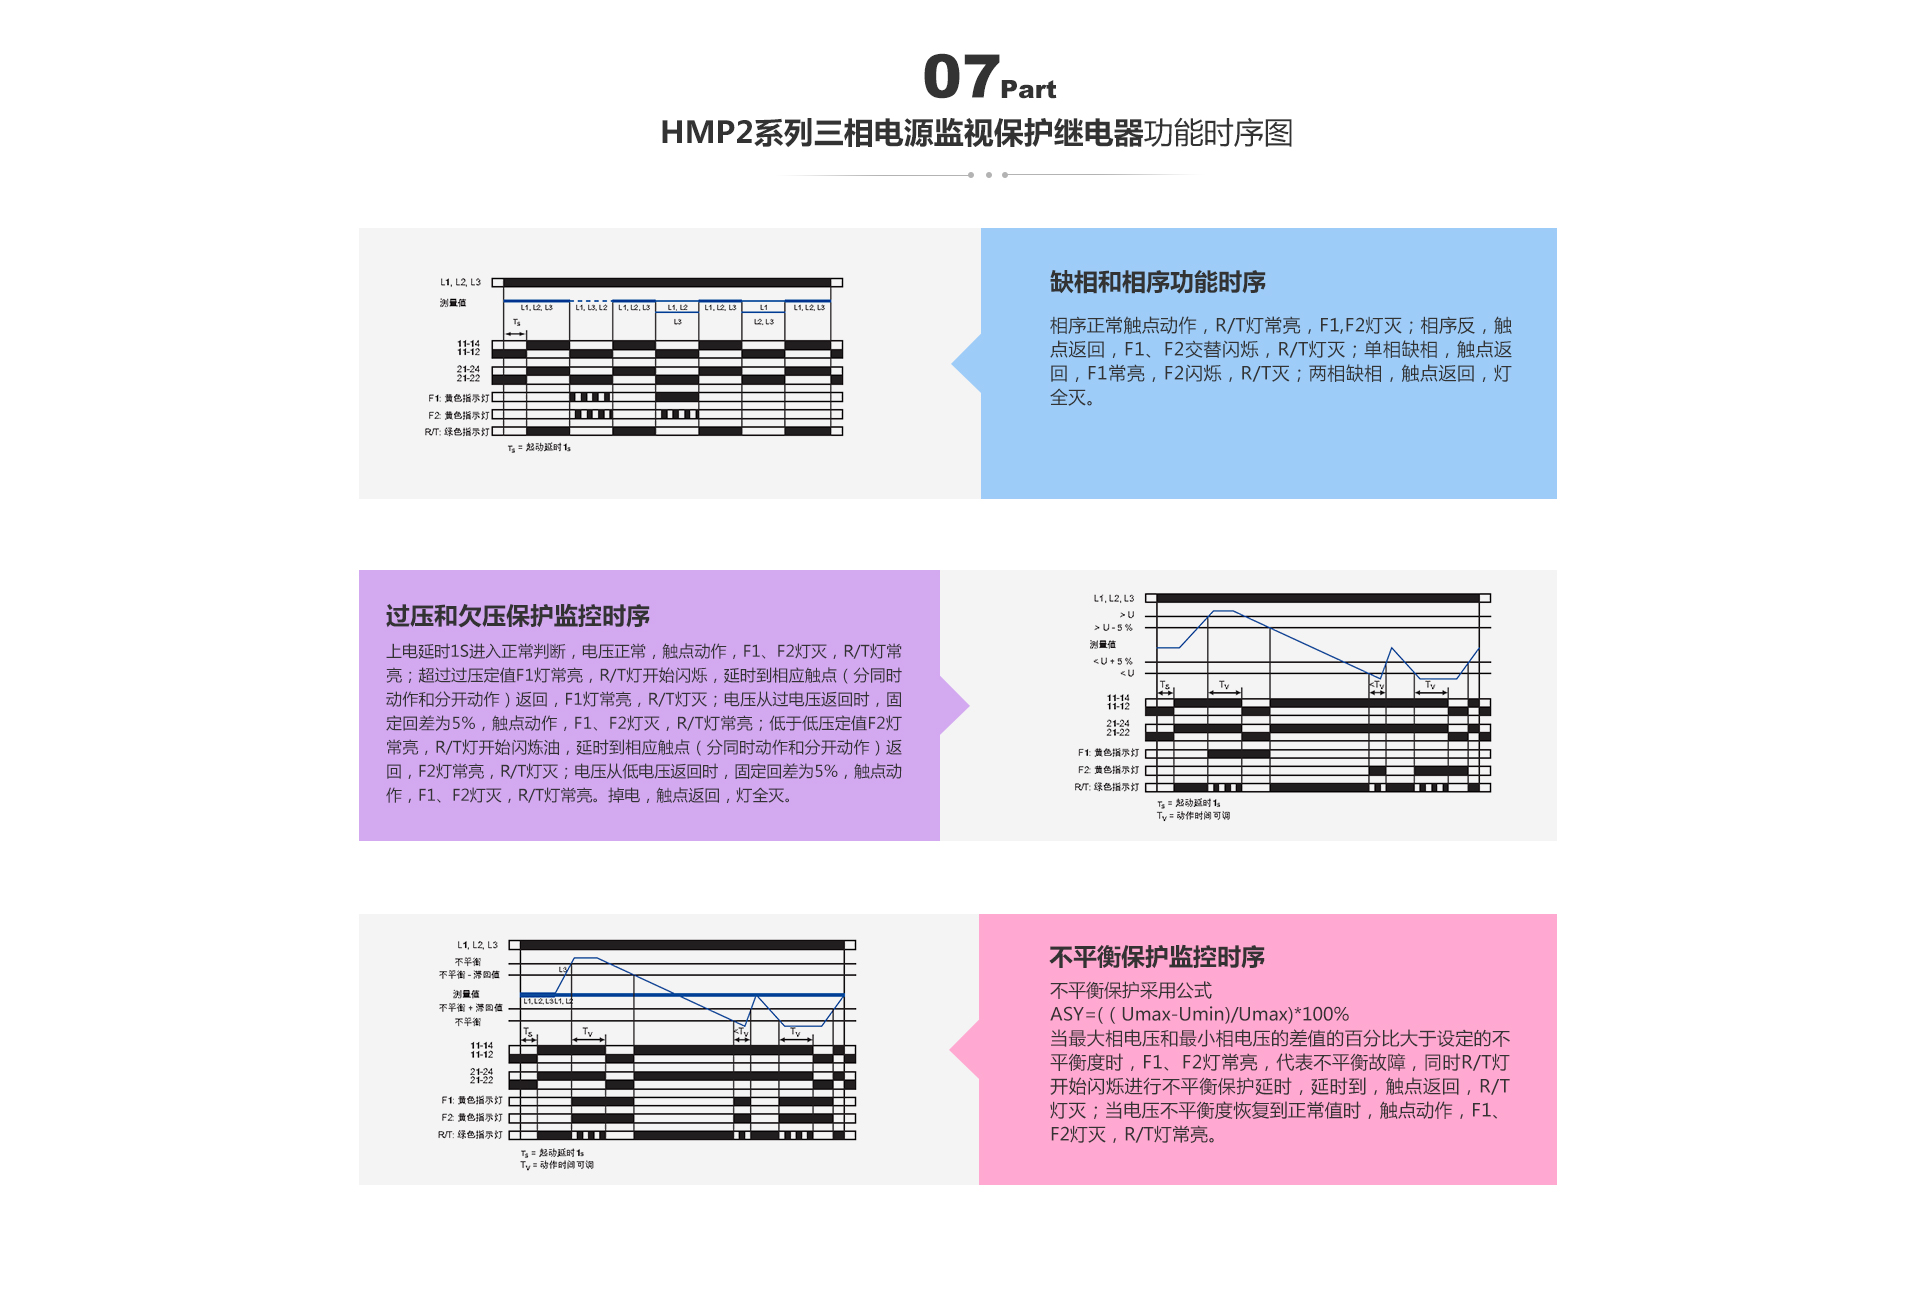 07Part
HMP2系列三相电源监视保护继电器功能时序图
L1, L2, L3
测量值
L1, L2, L3
L1, L3, L2
L1, L2, L3
L1, L2
L1, L2, L3
L1
L1, L2, L3
L3
L2, L3
Ts
11-14
11-12
21-24
21-22
F1: 黄色指示灯
F2: 黄色指示灯
R/T: 绿色指示灯
Ts = 起动延时1s
缺相和相序功能时序
相序正常触点动作，R/T灯常亮，F1,F2灯灭；相序反，触
点返回，F1、F2交替闪烁，R/T灯灭；单相缺相，触点返
回，F1常亮，F2闪烁，R/T灭；两相缺相，触点返回，灯
全灭。
过压和欠压保护监控时序
上电延时1S进入正常判断，电压正常，触点动作，F1、F2灯灭，R/T灯常
亮；超过过压定值F1灯常亮，R/T灯开始闪烁，延时到相应触点（分同时
动作和分开动作）返回，F1灯常亮，R/T灯灭；电压从过电压返回时，固
定回差为5%，触点动作，F1、F2灯灭，R/T灯常亮；低于低压定值F2灯
常亮，R/T灯开始闪炼油，延时到相应触点（分同时动作和分开动作）返
回，F2灯常亮，R/T灯灭；电压从低电压返回时，固定回差为5%，触点动
作，F1、F2灯灭，R/T灯常亮。掉电，触点返回，灯全灭。
L1, L2, L3
> U
> U - 5 %
测量值
< U + 5 %
< U
Ts
Tv
<Tv
Tv
11-14
11-12
21-24
21-22
F1: 黄色指示灯
F2: 黄色指示灯
R/T: 绿色指示灯
Ts = 起动延时1s
Tv = 动作时间可调
L1, L2, L3
不平衡
不平衡 - 滞回值
L3
测量值
L1, L2, L3
L1, L2
不平衡 + 滞回值
不平衡
Ts
Tv
<Tv
Tv
11-14
11-12
21-24
21-22
F1: 黄色指示灯
F2: 黄色指示灯
R/T: 绿色指示灯
Ts = 起动延时1s
Tv = 动作时间可调
不平衡保护监控时序
不平衡保护采用公式
ASY=(（Umax-Umin)/Umax)*100%
当最大相电压和最小相电压的差值的百分比大于设定的不
平衡度时，F1、F2灯常亮，代表不平衡故障，同时R/T灯
开始闪烁进行不平衡保护延时，延时到，触点返回，R/T
灯灭；当电压不平衡度恢复到正常值时，触点动作，F1、
F2灯灭，R/T灯常亮。